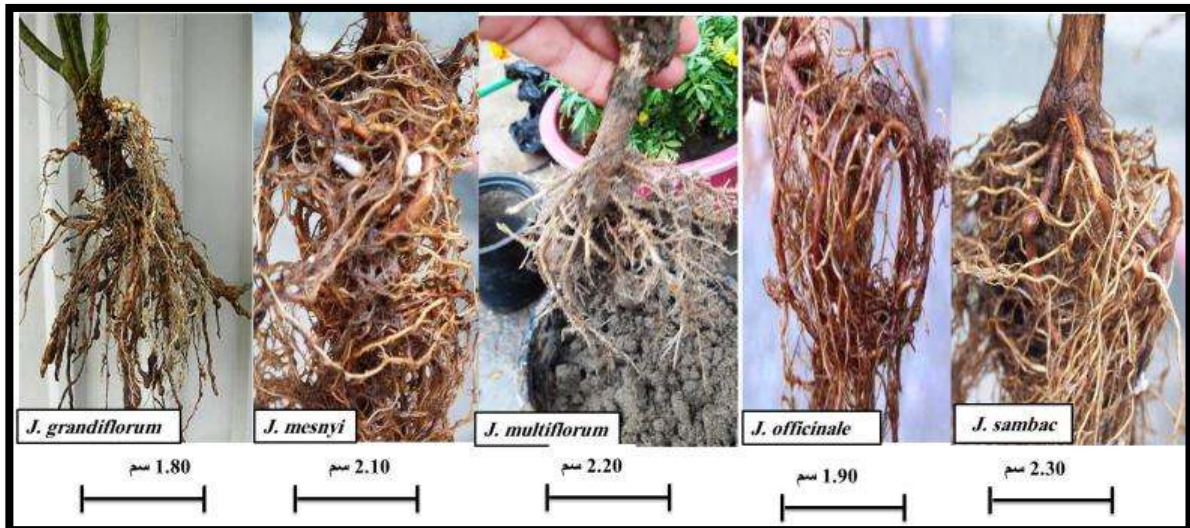 J. grandiflorum
J. mesnyi
J. multiflorum
J. officinale
J. sambac
1.80 سم
2.10 سم
2.20 سم
1.90 سم
2.30 سم